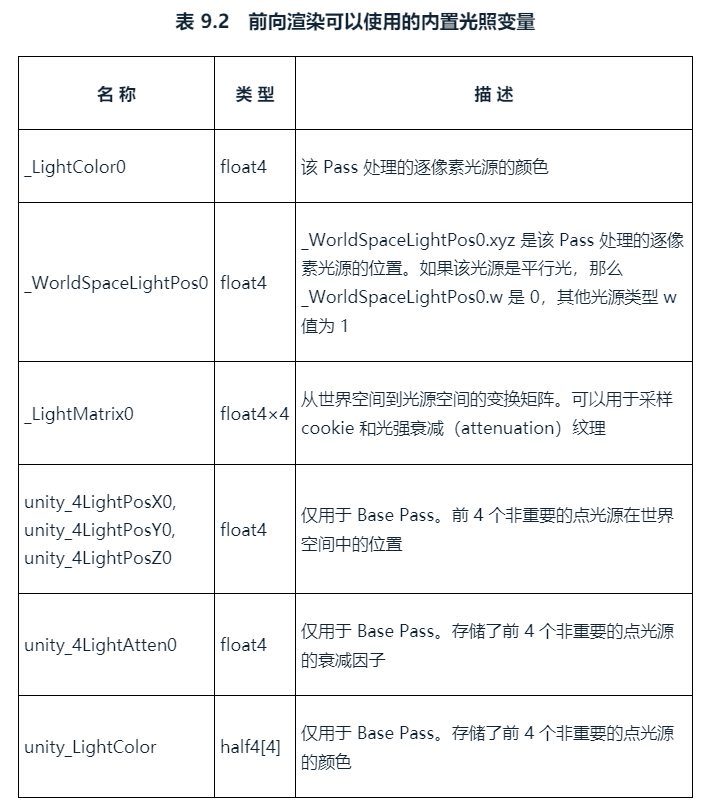 表 9.2 前向渲染可以使用的内置光照变量
名 称 类 型 描 述
_LightColor0 float4 该 Pass 处理的逐像素光源的颜色
_WorldSpaceLightPos0 float4 _WorldSpaceLightPos0.xyz 是该 Pass 处理的逐像
素光源的位置。如果该光源是平行光，那么
_WorldSpaceLightPos0.w 是 0，其他光源类型 w
值为 1
_LightMatrix0 float4×4 从世界空间到光源空间的变换矩阵。可以用于采样
cookie 和光强衰减（attenuation）纹理
unity_4LightPosX0,
unity_4LightPosY0,
unity_4LightPosZ0
float4
仅用于 Base Pass。前 4 个非重要的点光源在世界
空间中的位置
unity_4LightAtten0 float4 仅用于 Base Pass。存储了前 4 个非重要的点光源
的衰减因子
unity_LightColor half4[4] 仅用于 Base Pass。存储了前 4 个非重要的点光源
的颜色